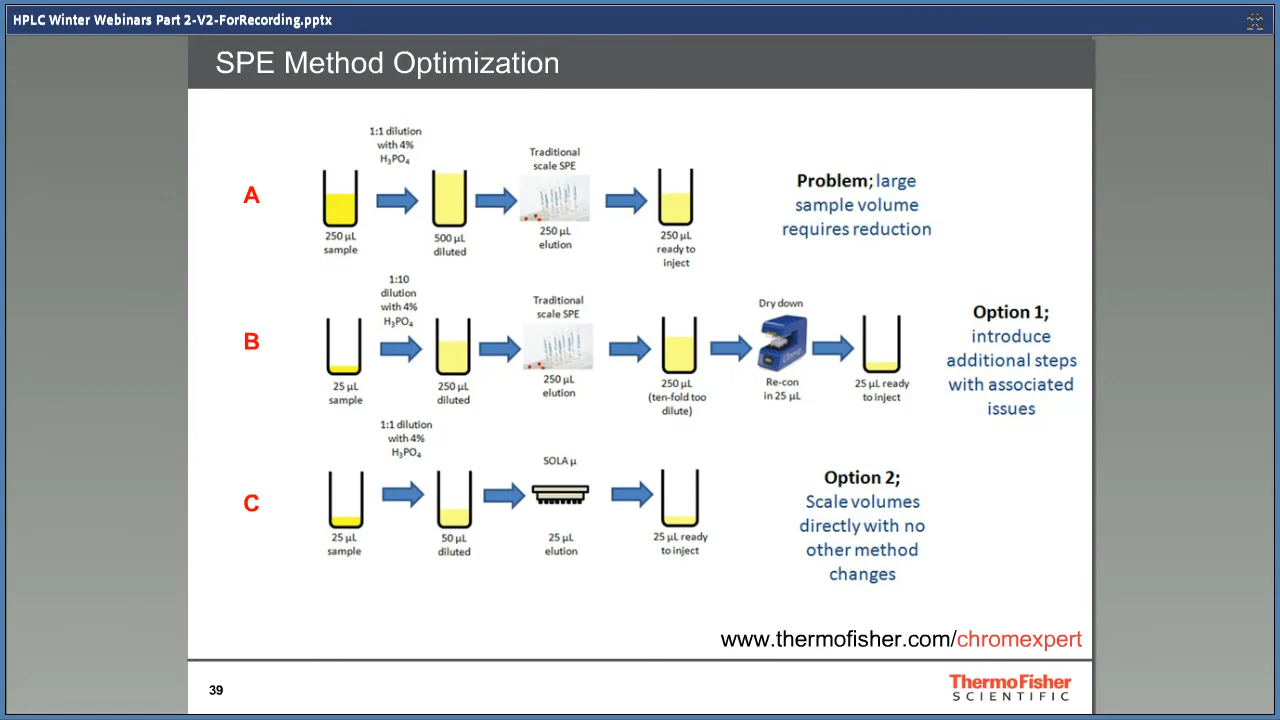 HPLC Winter Webinars Part 2-V2-ForRecording.pptx
SPE Method Optimization
A
1:1 dilution
with 4%
H₃PO₄
250 µL
sample
500 µL
diluted
Traditional
scale SPE
250 µL
elution
250 µL
ready to
inject
Problem; large
sample volume
requires reduction
B
1:10
dilution
with 4%
H₃PO₄
25 µL
sample
250 µL
diluted
Traditional
scale SPE
250 µL
elution
250 µL
(ten-fold too
dilute)
Dry down
Re-con
in 25 µL
25 µL ready
to inject
Option 1;
introduce
additional steps
with associated
issues
C
1:1 dilution
with 4%
H₃PO₄
25 µL
sample
50 µL
diluted
SOLA µ
25 µL
elution
25 µL ready
to inject
Option 2;
Scale volumes
directly with no
other method
changes
www.thermofisher.com/chromexpert
39
ThermoFisher
SCIENTIFIC